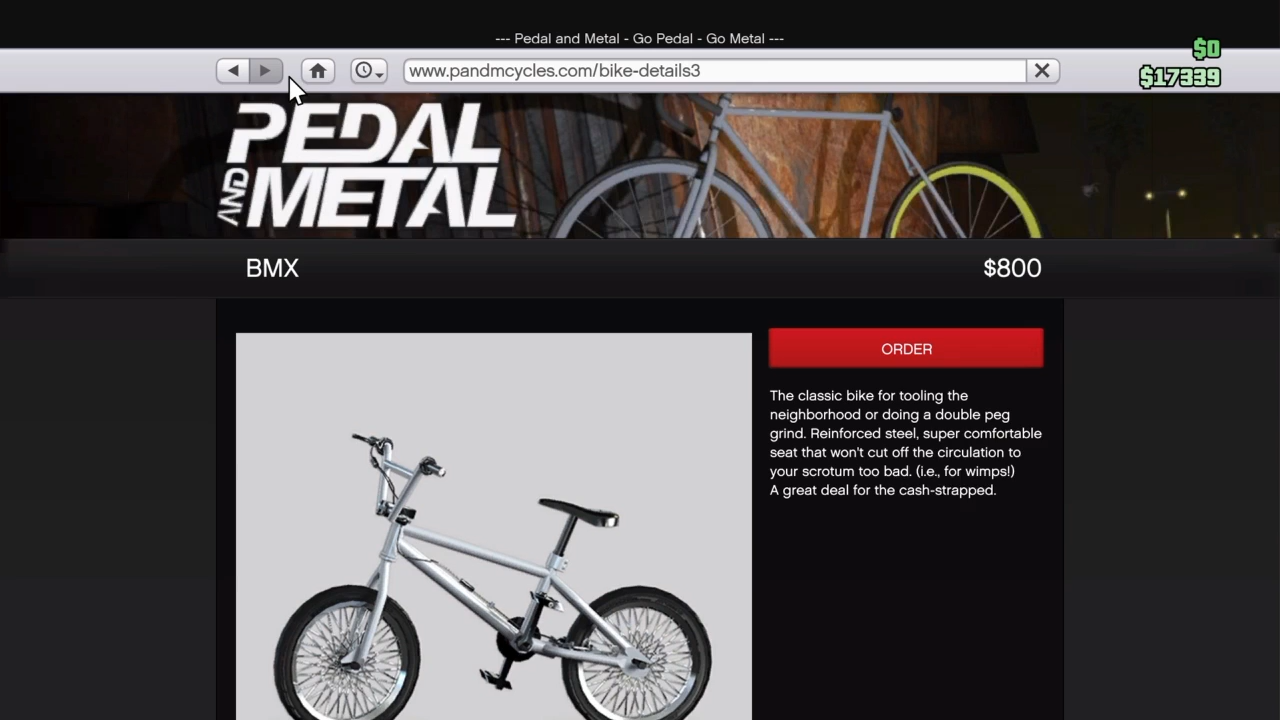 --- Pedal and Metal - Go Pedal - Go Metal ---
$0
www.pandmcycles.com/bike-details3
$17339
PEDAL
AND METAL
BMX
$800
ORDER
The classic bike for tooling the
neighborhood or doing a double peg
grind. Reinforced steel, super comfortable
seat that won't cut off the circulation to
your scrotum too bad. (i.e., for wimps!)
A great deal for the cash-strapped.